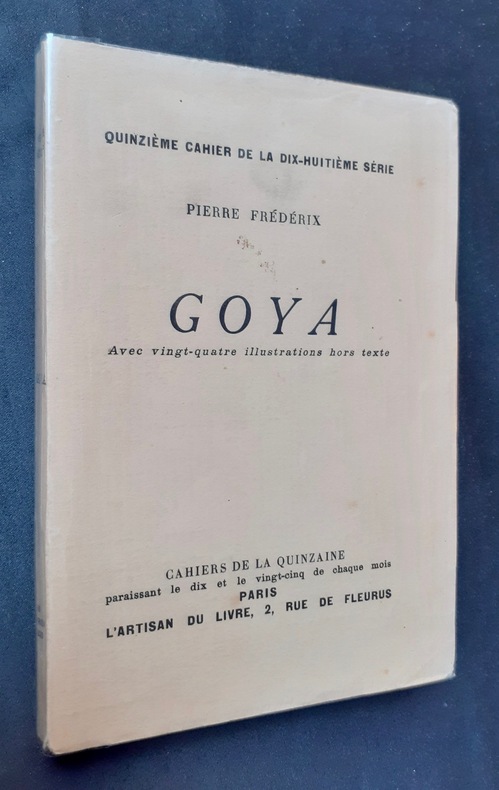 QUINZIÈME CAHIER DE LA DIX-HUITIÈME SÉRIE
PIERRE FRÉDÉRIX
GOYA
Avec vingt-quatre illustrations hors texte
CAHIERS DE LA QUINZAINE
paraissant le dix et le vingt-cinq de chaque mois
PARIS
L'ARTISAN DU LIVRE, 2, RUE DE FLEURUS